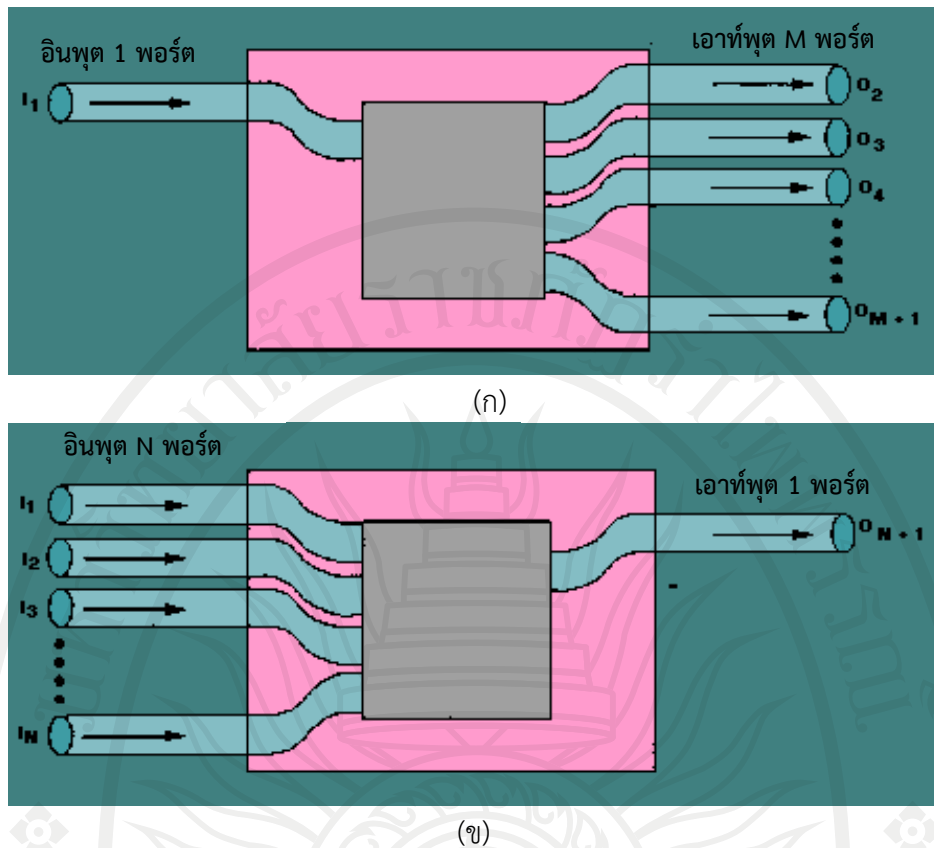 อินพุต 1 พอร์ต
เอาท์พุต M พอร์ต
I1
O2
O3
O4
OM + 1
(ก)
อินพุต N พอร์ต
เอาท์พุต 1 พอร์ต
I1
I2
I3
IN
ON + 1
(ข)